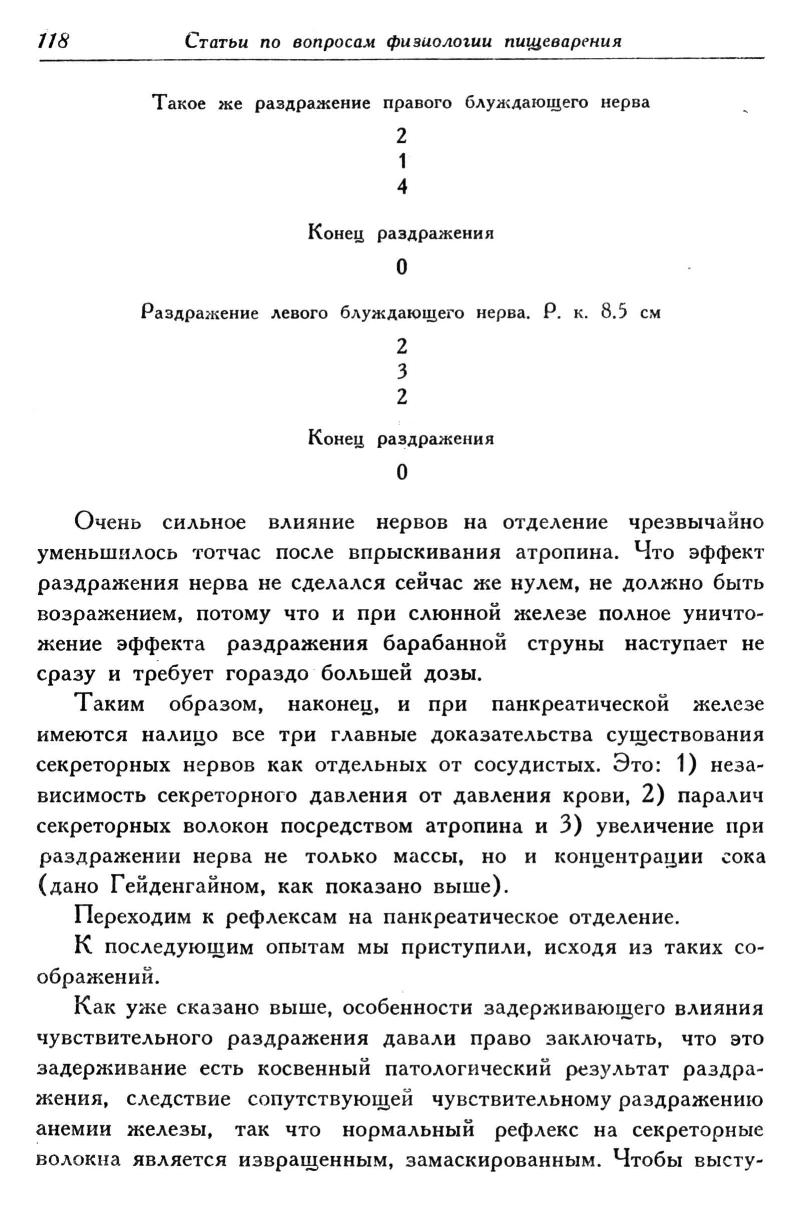 118 Статьи по вопросам физиологии пищеварения
Такое же раздражение правого блуждающего нерва
2
1
4
Конец раздражения
0
Раздражение левого блуждающего нерва. Р. к. 8.5 см
2
3
2
Конец раздражения
0
Очень сильное влияние нервов на отделение чрезвычайно
уменьшилось тотчас после впрыскивания атропина. Что эффект
раздражения нерва не сделался сейчас же нулем, не должно быть
возражением, потому что и при слюнной железе полное уничто-
жение эффекта раздражения барабанной струны наступает не
сразу и требует гораздо большей дозы.
Таким образом, наконец, и при панкреатической железе
имеются налицо все три главные доказательства существования
секреторных нервов как отдельных от сосудистых. Это: 1) неза-
висимость секреторного давления от давления крови, 2) паралич
секреторных волокон посредством атропина и 3) увеличение при
раздражении нерва не только массы, но и концентрации сока
(дано Гейденгайном, как показано выше).
Переходим к рефлексам на панкреатическое отделение.
К последующим опытам мы приступили, исходя из таких со-
ображений.
Как уже сказано выше, особенности задерживающего влияния
чувствительного раздражения давали право заключать, что это
задерживание есть косвенный патологический результат раздра-
жения, следствие сопутствующей чувствительному раздражению
анемии железы, так что нормальный рефлекс на секреторные
волокна является извращенным, замаскированным. Чтобы высту-